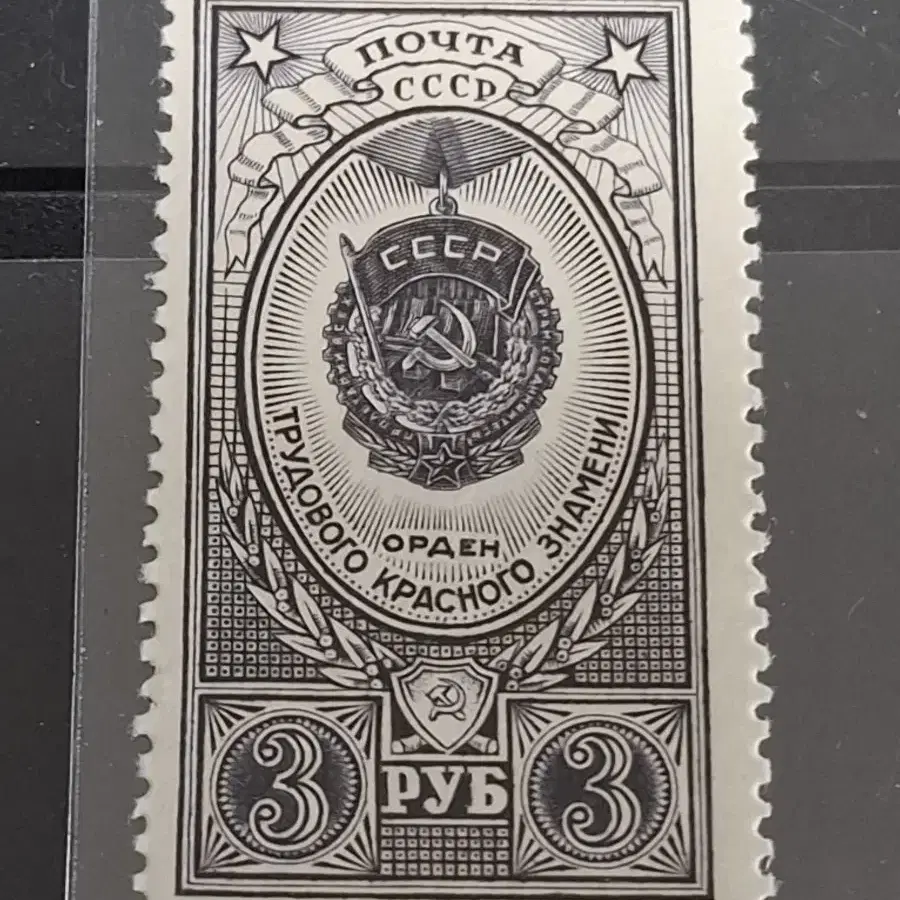 ПОЧТА
СССР
СССР
ОРДЕН
ТРУДОВОГО КРАСНОГО ЗНАМЕНИ
3 РУБ 3